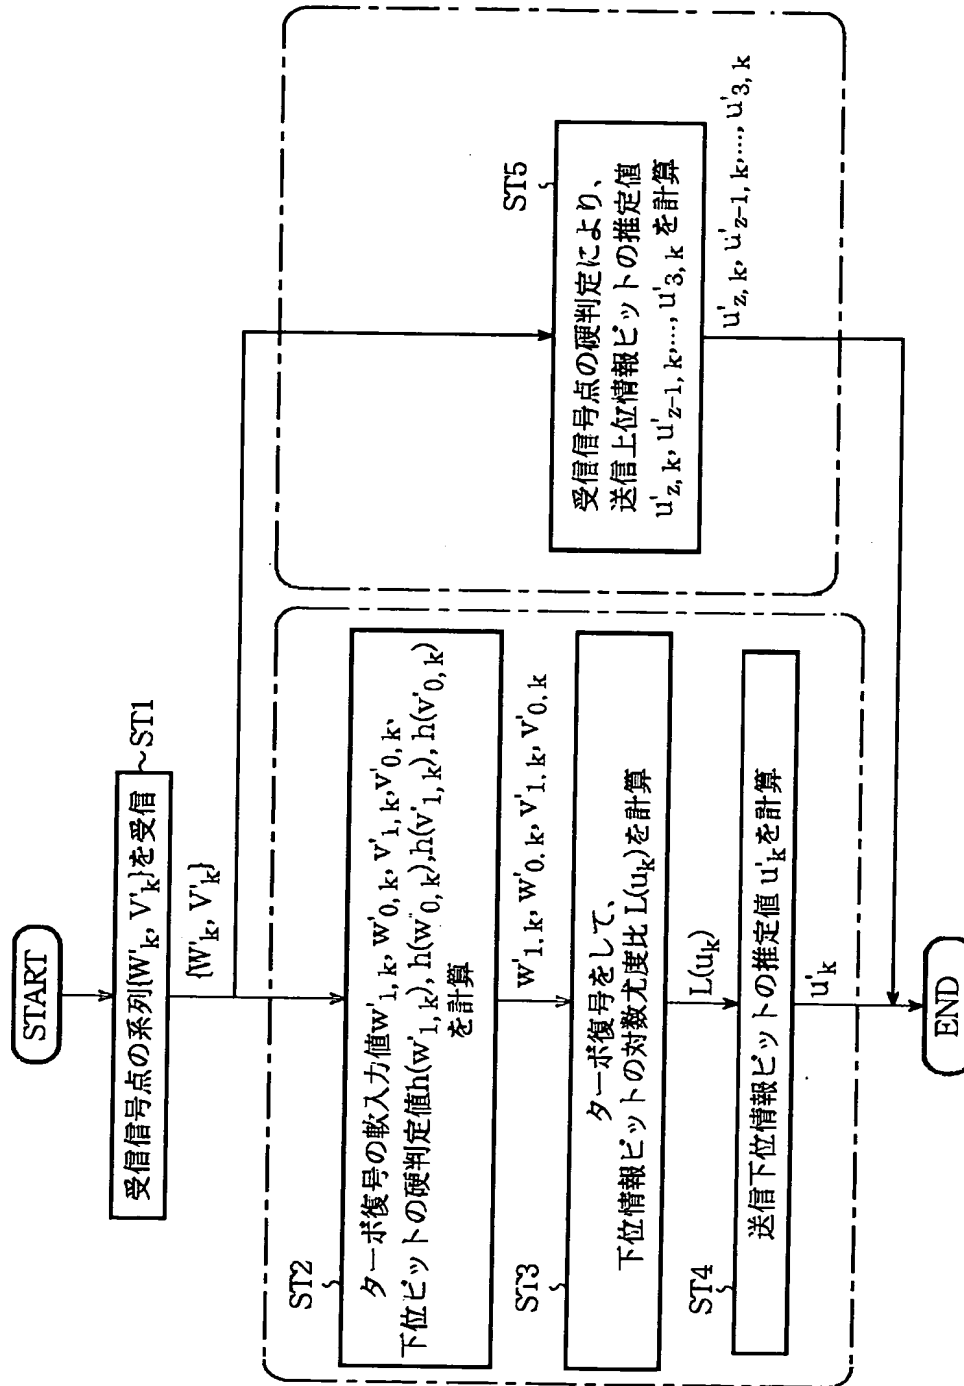 START
受信信号点の系列{W'k, V'k}を受信
~ST1
{W'k, V'k}
ST2
ターボ復号の軟入力値w'1, k, w'0, k, v'1, k, v'0, k、
下位ビットの硬判定値h(w'1, k), h(w'0, k), h(v'1, k), h(v'0, k)
を計算
w'1. k, w'0. k, v'1. k, v'0. k
ST3
ターボ復号をして、
下位情報ビットの対数尤度比 L(uk)を計算
L(uk)
ST4
送信下位情報ビットの推定値 u'kを計算
u'k
ST5
受信信号点の硬判定により、
送信上位情報ビットの推定値
u'z, k, u'z-1, k,..., u'3, k を計算
u'z, k, u'z-1, k,..., u'3, k
END